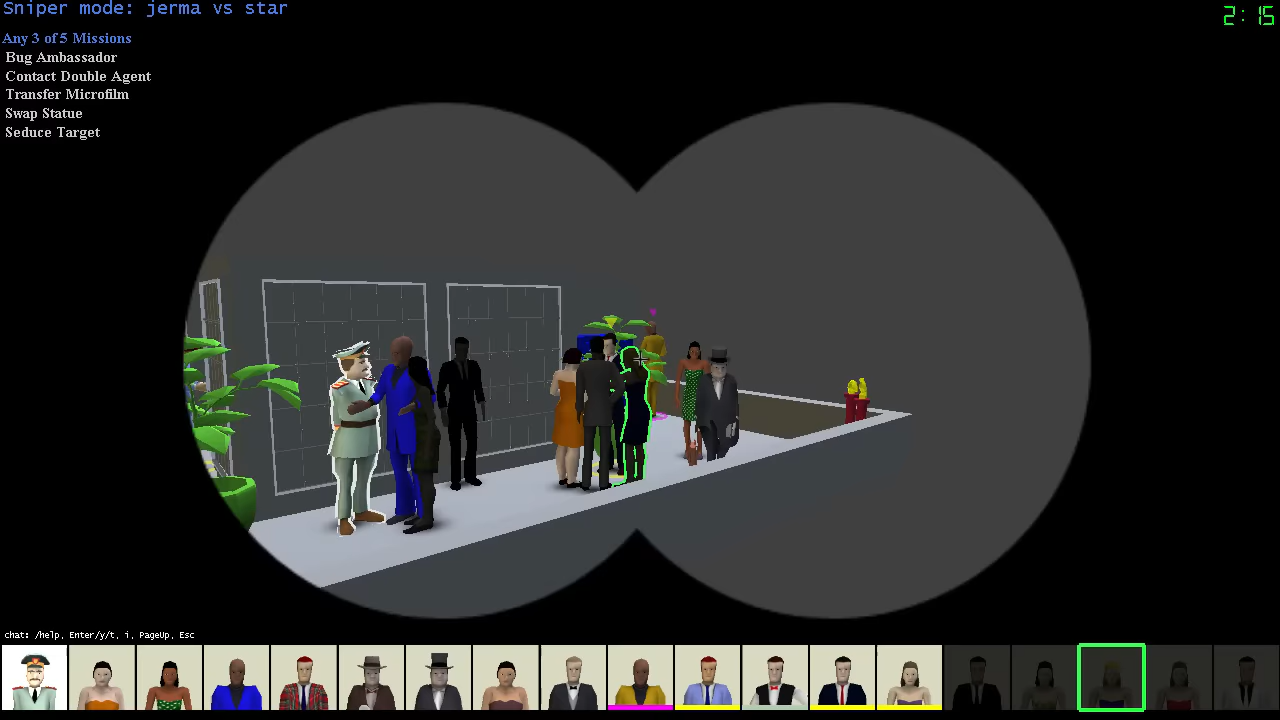 Sniper mode: jerma vs star
2:15
Any 3 of 5 Missions
Bug Ambassador
Contact Double Agent
Transfer Microfilm
Swap Statue
Seduce Target
chat: /help, Enter/y/t, i, PageUp, Esc